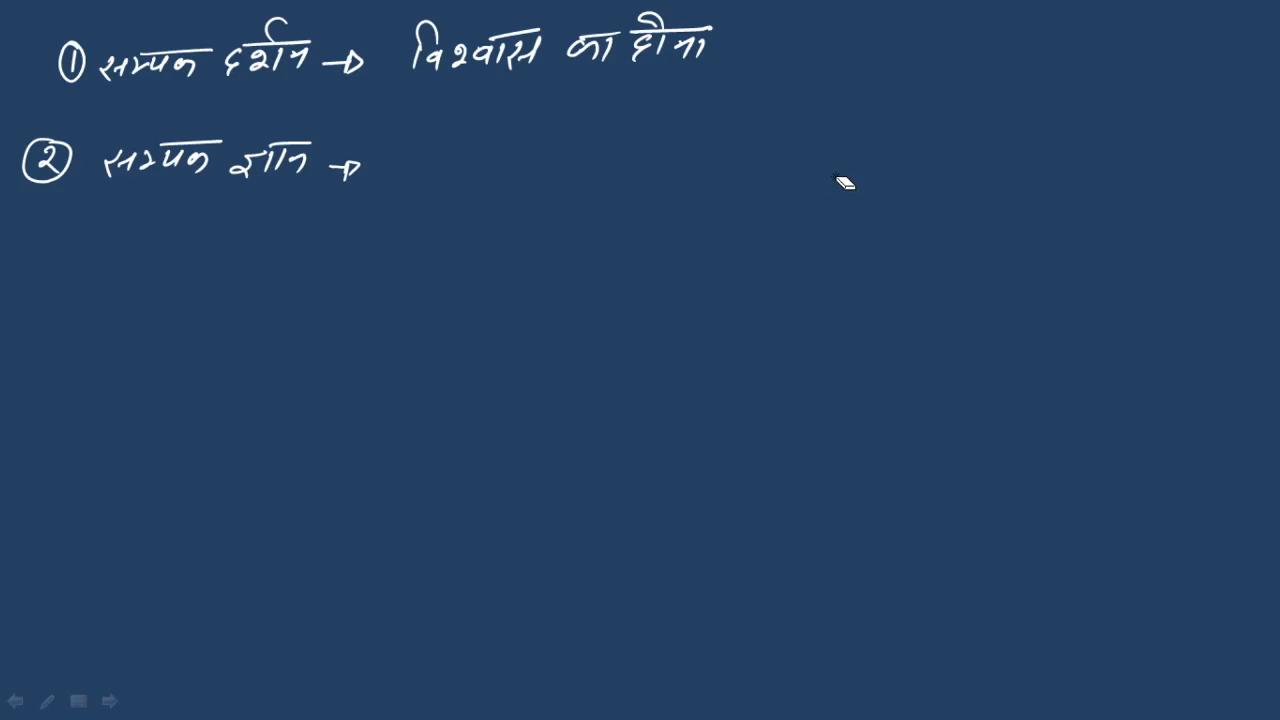 ① सम्यक दर्शन → विश्वास का होना
② सम्यक ज्ञान →